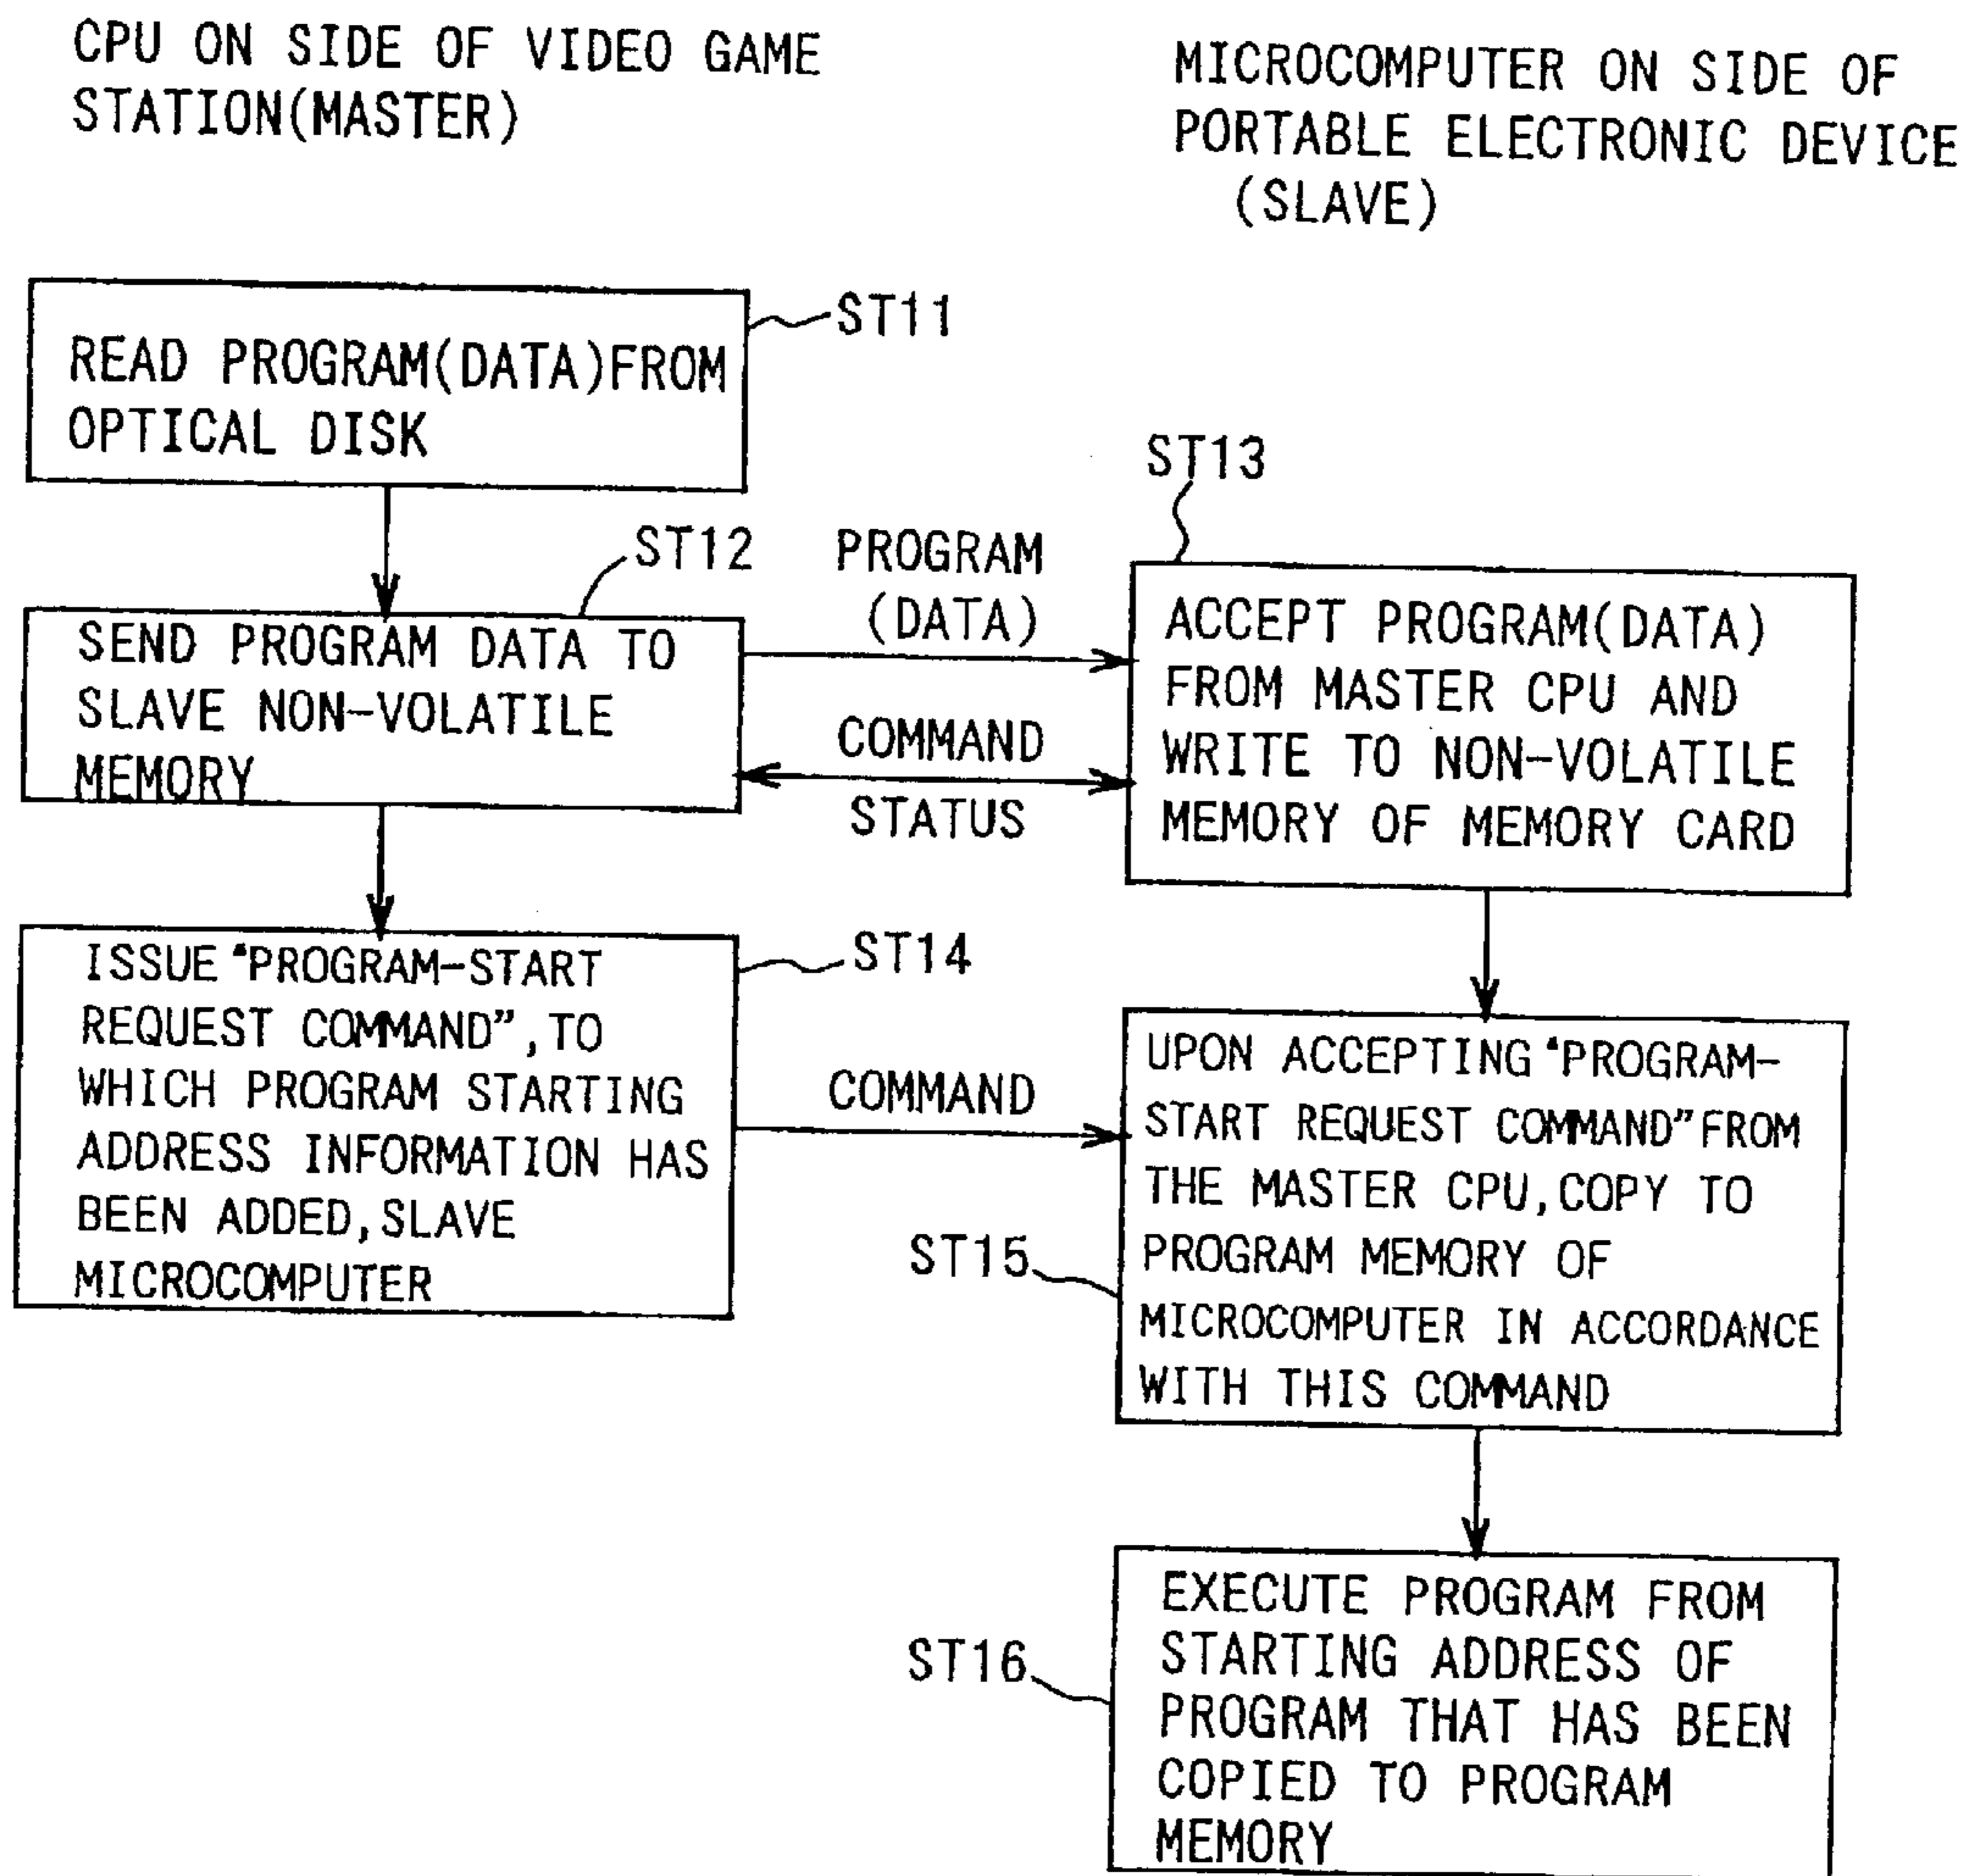 CPU ON SIDE OF VIDEO GAME
STATION(MASTER)
MICROCOMPUTER ON SIDE OF
PORTABLE ELECTRONIC DEVICE
(SLAVE)
ST11
READ PROGRAM(DATA)FROM
OPTICAL DISK
ST12
SEND PROGRAM DATA TO
SLAVE NON-VOLATILE
MEMORY
PROGRAM
(DATA)
COMMAND
STATUS
ST13
ACCEPT PROGRAM(DATA)
FROM MASTER CPU AND
WRITE TO NON-VOLATILE
MEMORY OF MEMORY CARD
ST14
ISSUE "PROGRAM-START
REQUEST COMMAND",TO
WHICH PROGRAM STARTING
ADDRESS INFORMATION HAS
BEEN ADDED,SLAVE
MICROCOMPUTER
COMMAND
ST15
UPON ACCEPTING "PROGRAM-
START REQUEST COMMAND"FROM
THE MASTER CPU,COPY TO
PROGRAM MEMORY OF
MICROCOMPUTER IN ACCORDANCE
WITH THIS COMMAND
ST16
EXECUTE PROGRAM FROM
STARTING ADDRESS OF
PROGRAM THAT HAS BEEN
COPIED TO PROGRAM
MEMORY